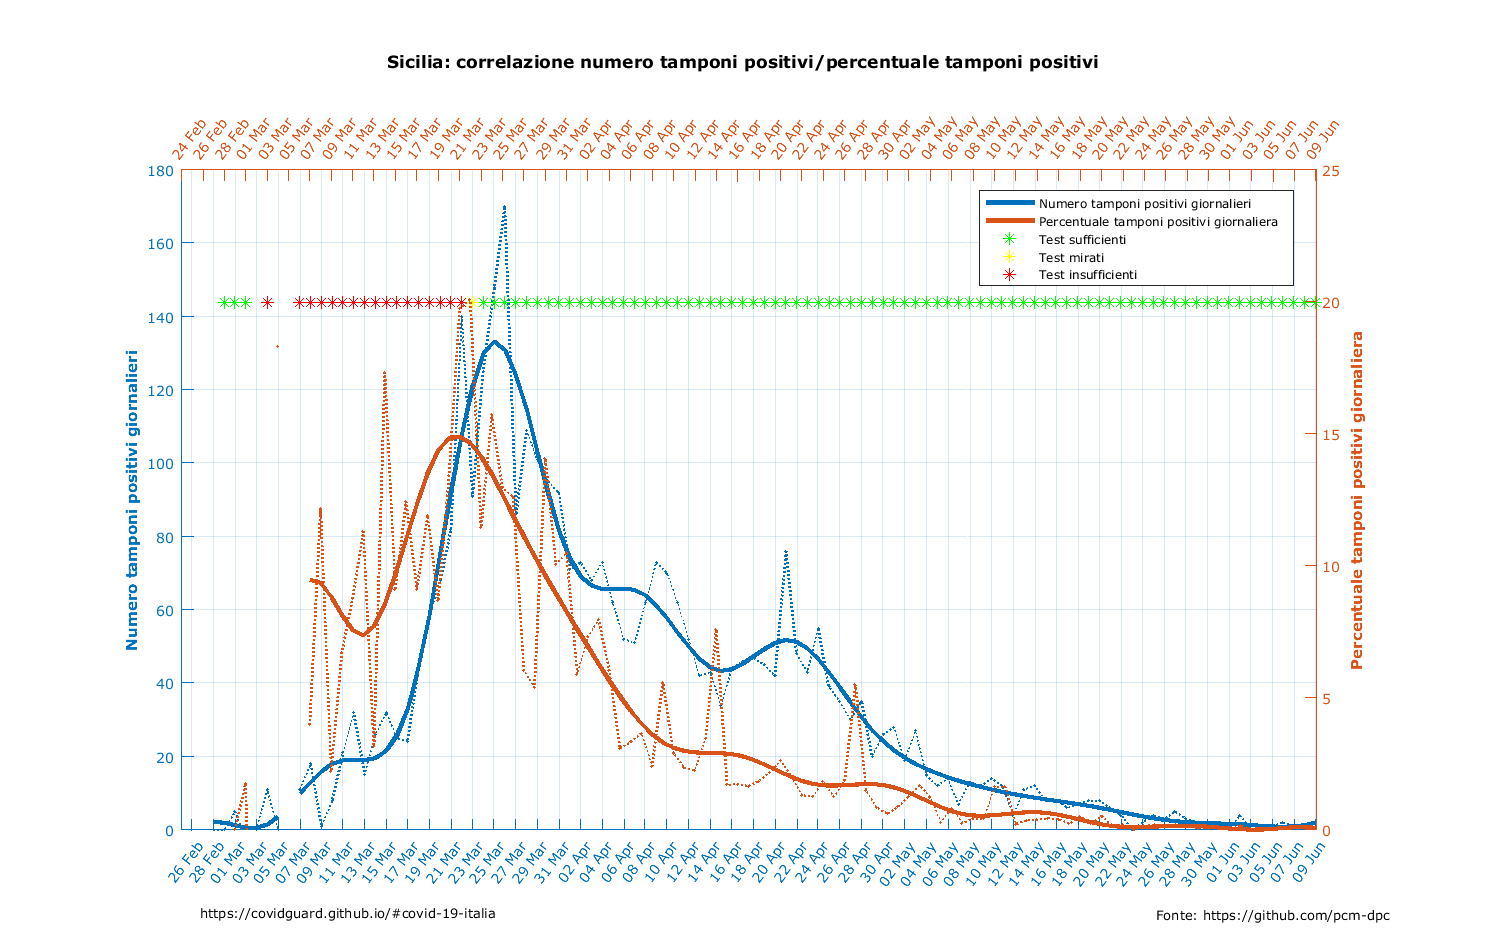 Sicilia: correlazione numero tamponi positivi/percentuale tamponi positivi
24 Feb
26 Feb
28 Feb
01 Mar
03 Mar
05 Mar
07 Mar
09 Mar
11 Mar
13 Mar
15 Mar
17 Mar
19 Mar
21 Mar
23 Mar
25 Mar
27 Mar
29 Mar
31 Mar
02 Apr
04 Apr
06 Apr
08 Apr
10 Apr
12 Apr
14 Apr
16 Apr
18 Apr
20 Apr
22 Apr
24 Apr
26 Apr
28 Apr
30 Apr
02 May
04 May
06 May
08 May
10 May
12 May
14 May
16 May
18 May
20 May
22 May
24 May
26 May
28 May
30 May
01 Jun
03 Jun
05 Jun
07 Jun
09 Jun
Numero tamponi positivi giornalieri
180
160
140
120
100
80
60
40
20
0
Numero tamponi positivi giornalieri
Percentuale tamponi positivi giornaliera
Test sufficienti
Test mirati
Test insufficienti
25
20
15
10
5
0
Percentuale tamponi positivi giornaliera
26 Feb
28 Feb
01 Mar
03 Mar
05 Mar
07 Mar
09 Mar
11 Mar
13 Mar
15 Mar
17 Mar
19 Mar
21 Mar
23 Mar
25 Mar
27 Mar
29 Mar
31 Mar
02 Apr
04 Apr
06 Apr
08 Apr
10 Apr
12 Apr
14 Apr
16 Apr
18 Apr
20 Apr
22 Apr
24 Apr
26 Apr
28 Apr
30 Apr
02 May
04 May
06 May
08 May
10 May
12 May
14 May
16 May
18 May
20 May
22 May
24 May
26 May
28 May
30 May
01 Jun
03 Jun
05 Jun
07 Jun
09 Jun
https://covidguard.github.io/#covid-19-italia
Fonte: https://github.com/pcm-dpc